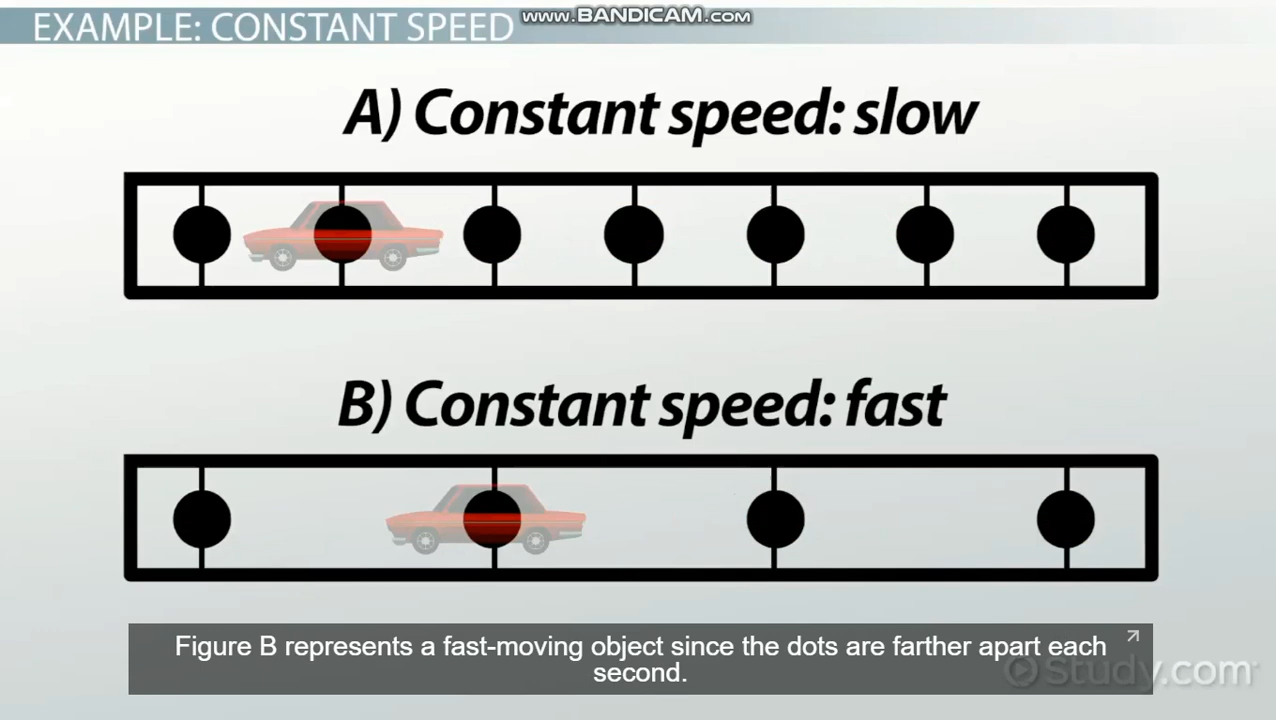 www.BANDICAM.com
EXAMPLE: CONSTANT SPEED
A) Constant speed: slow
B) Constant speed: fast
Figure B represents a fast-moving object since the dots are farther apart each
second.
Study.com